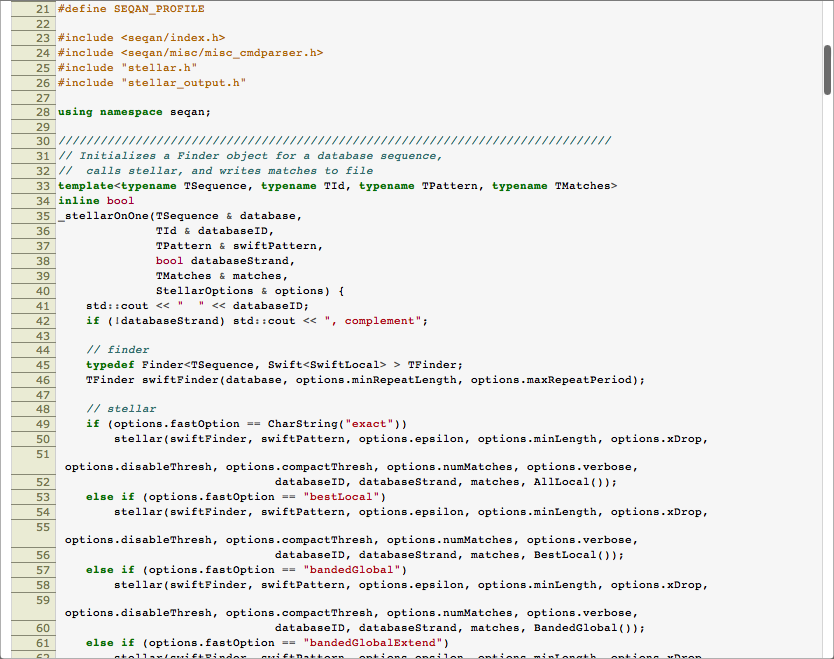 21 #define SEQAN_PROFILE
22
23 #include <seqan/index.h>
24 #include <seqan/misc/misc_cmdparser.h>
25 #include "stellar.h"
26 #include "stellar_output.h"
27
28 using namespace seqan;
29
30 ///////////////////////////////////////////////////////////////////////////////
31 // Initializes a Finder object for a database sequence,
32 //  calls stellar, and writes matches to file
33 template<typename TSequence, typename TId, typename TPattern, typename TMatches>
34 inline bool
35 _stellarOnOne(TSequence & database,
36               TId & databaseID,
37               TPattern & swiftPattern,
38               bool databaseStrand,
39               TMatches & matches,
40               StellarOptions & options) {
41     std::cout << "  " << databaseID;
42     if (!databaseStrand) std::cout << ", complement";
43
44     // finder
45     typedef Finder<TSequence, Swift<SwiftLocal> > TFinder;
46     TFinder swiftFinder(database, options.minRepeatLength, options.maxRepeatPeriod);
47
48     // stellar
49     if (options.fastOption == CharString("exact"))
50         stellar(swiftFinder, swiftPattern, options.epsilon, options.minLength, options.xDrop,
51
 options.disableThresh, options.compactThresh, options.numMatches, options.verbose,
52                                databaseID, databaseStrand, matches, AllLocal());
53     else if (options.fastOption == "bestLocal")
54         stellar(swiftFinder, swiftPattern, options.epsilon, options.minLength, options.xDrop,
55
 options.disableThresh, options.compactThresh, options.numMatches, options.verbose,
56                                databaseID, databaseStrand, matches, BestLocal());
57     else if (options.fastOption == "bandedGlobal")
58         stellar(swiftFinder, swiftPattern, options.epsilon, options.minLength, options.xDrop,
59
 options.disableThresh, options.compactThresh, options.numMatches, options.verbose,
60                                databaseID, databaseStrand, matches, BandedGlobal());
61     else if (options.fastOption == "bandedGlobalExtend")
62         stellar(swiftFinder, swiftPattern, options.epsilon, options.minLength, options.xDrop,